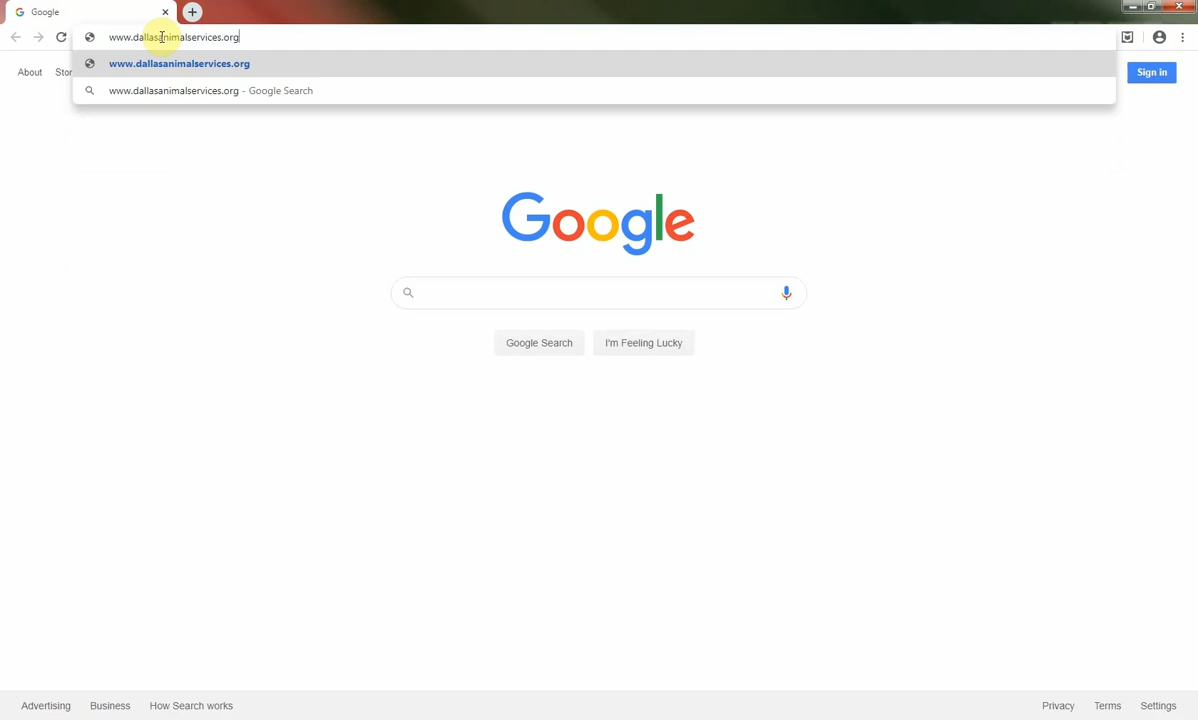 Google
www.dallasanimalservices.org
www.dallasanimalservices.org
www.dallasanimalservices.org - Google Search
About
Sign in
Google
Google Search
I'm Feeling Lucky
Advertising
Business
How Search works
Privacy
Terms
Settings